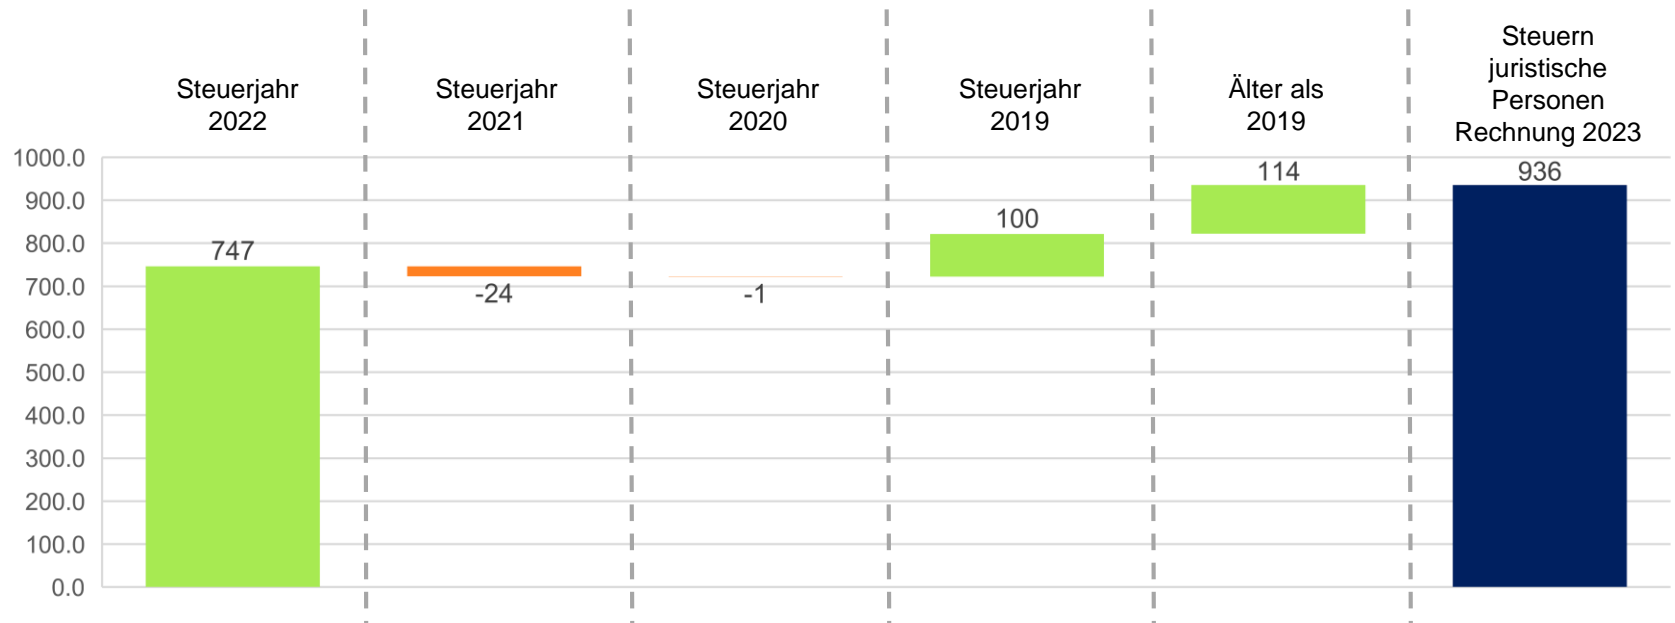 Steuerjahr
2022
Steuerjahr
2021
Steuerjahr
2020
Steuerjahr
2019
Älter als
2019
Steuern
juristische
Personen
Rechnung 2023
1000.0
900.0
800.0
700.0
600.0
500.0
400.0
300.0
200.0
100.0
0.0
747
-24
-1
100
114
936